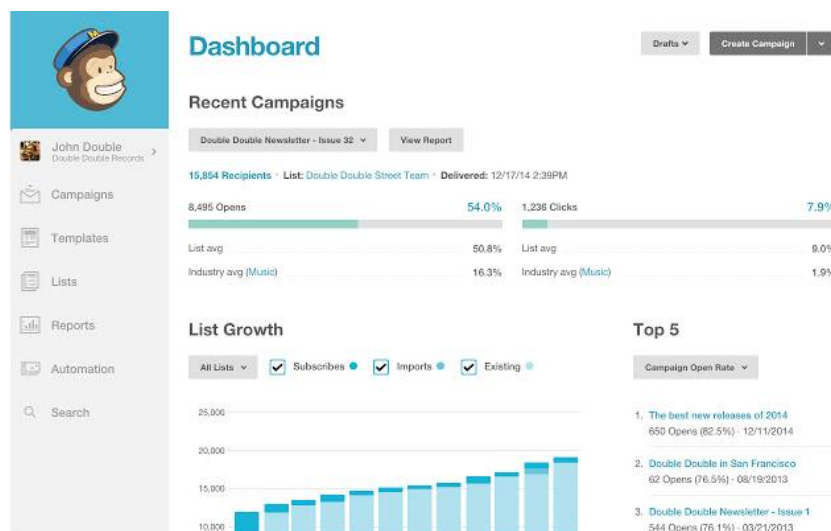 Dashboard
Drafts
Create Campaign
Recent Campaigns
John Double
Double Double Records
Campaigns
Templates
Lists
Reports
Automation
Search
Double Double Newsletter - Issue 32
View Report
15,854 Recipients · List: Double Double Street Team · Delivered: 12/17/14 2:39PM
8,495 Opens 54.0%
1,236 Clicks 7.9%
List avg 50.8%
List avg 9.0%
Industry avg (Music) 16.3%
Industry avg (Music) 1.9%
List Growth
All Lists
Subscribes
Imports
Existing
25,000
20,000
15,000
10,000
Top 5
Campaign Open Rate
1. The best new releases of 2014
650 Opens (82.5%) - 12/11/2014
2. Double Double in San Francisco
62 Opens (76.5%) - 08/19/2013
3. Double Double Newsletter - Issue 1
544 Opens (76.1%) - 03/21/2013